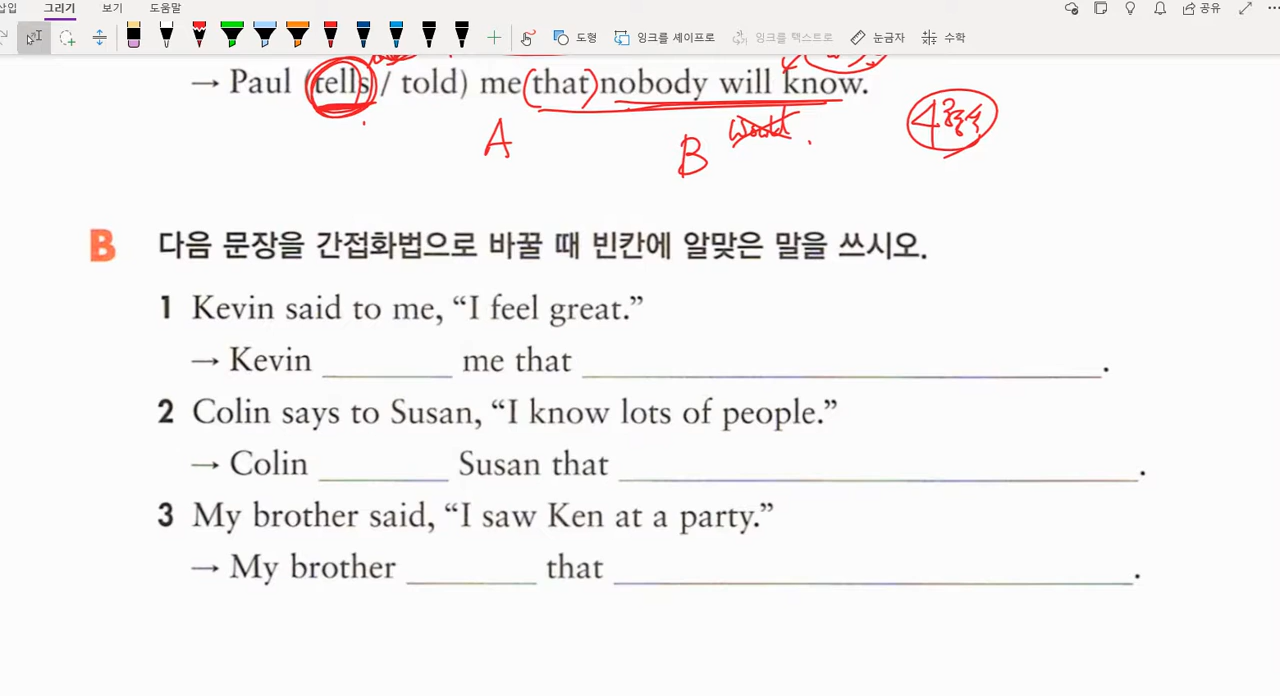 삽입 그리기 보기 도움말
공유
도형 잉크를 셰이프로 잉크를 텍스트로 눈금자 수학
→ Paul (tells / told) me (that) nobody will know.
A B would
B 다음 문장을 간접화법으로 바꿀 때 빈칸에 알맞은 말을 쓰시오.
1 Kevin said to me, “I feel great.”
→ Kevin ________ me that ________________.
2 Colin says to Susan, “I know lots of people.”
→ Colin ________ Susan that ________________.
3 My brother said, “I saw Ken at a party.”
→ My brother ________ that ________________.